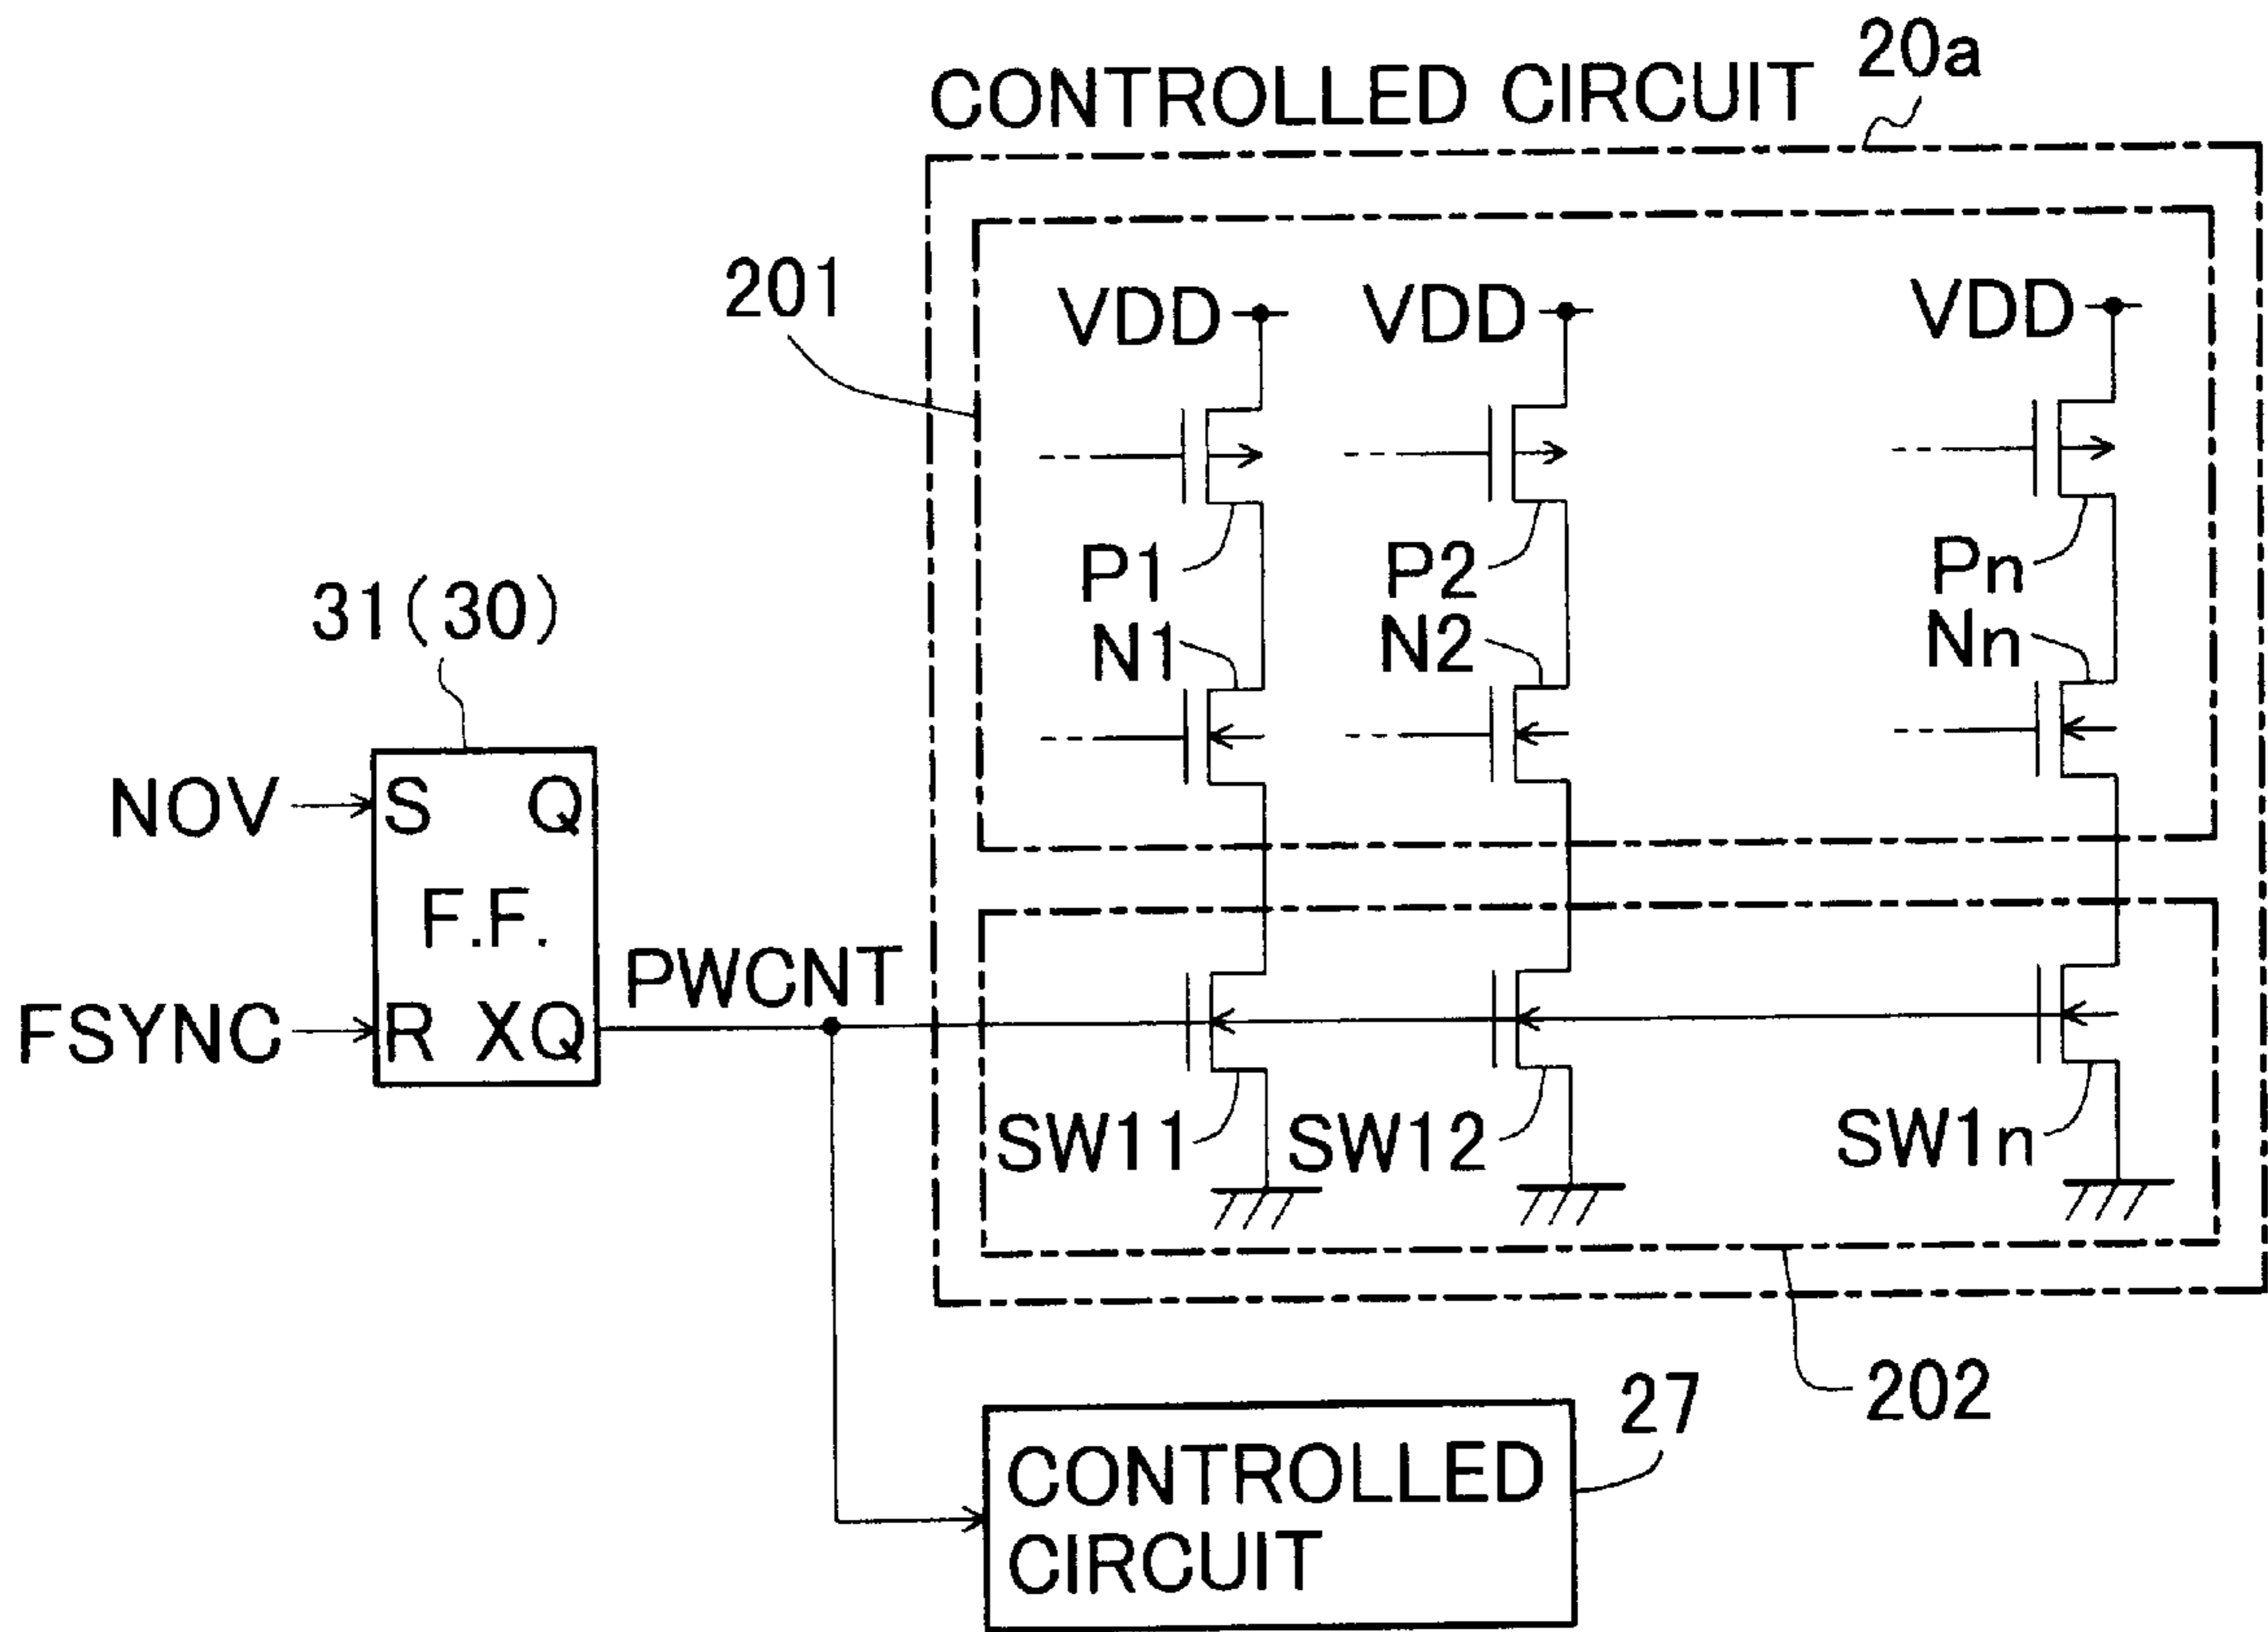 20a
CONTROLLED CIRCUIT
201
VDD
VDD
VDD
P1
P2
Pn
31(30)
N1
N2
Nn
NOV
S
Q
F.F.
PWCNT
FSYNC
R
XQ
SW11
SW12
SW1n
202
27
CONTROLLED
CIRCUIT